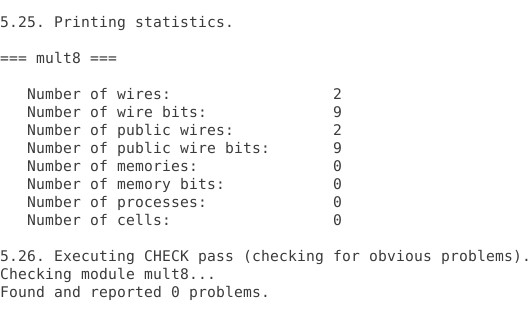 5.25. Printing statistics.
=== mult8 ===
Number of wires: 2
Number of wire bits: 9
Number of public wires: 2
Number of public wire bits: 9
Number of memories: 0
Number of memory bits: 0
Number of processes: 0
Number of cells: 0
5.26. Executing CHECK pass (checking for obvious problems).
Checking module mult8...
Found and reported 0 problems.